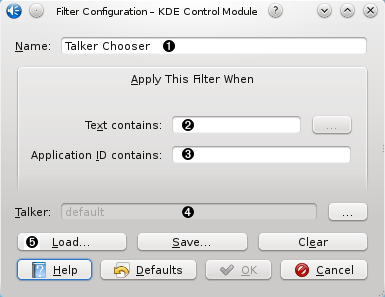 Filter Configuration – KDE Control Module
Name: Talker Chooser ❶
Apply This Filter When
Text contains: ❷ ...
Application ID contains: ❸
Talker: default ❹ ...
❺ Load... Save... Clear
Help Defaults OK Cancel